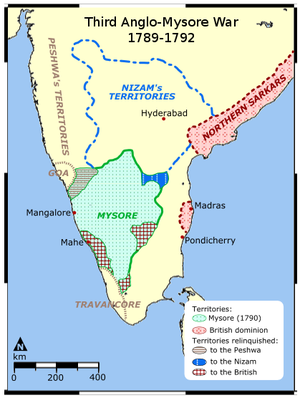 Third Anglo-Mysore War
1789-1792
PESHWA's TERRITORIES
NIZAM's
TERRITORIES
Hyderabad
NORTHERN SARKARS
GOA
Mangalore
MYSORE
Madras
Mahe
Pondicherry
TRAVANCORE
Territories:
Mysore (1790)
British dominion
Territories relinquished:
to the Peshwa
to the Nizam
to the British
N
km
0 200 400